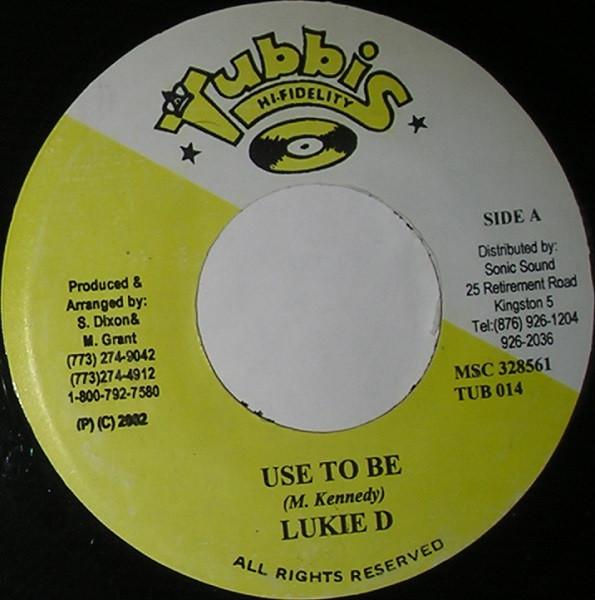 Tubbis
HI-FIDELITY
SIDE A
Distributed by:
Sonic Sound
25 Retirement Road
Kingston 5
Tel:(876) 926-1204
926-2036
MSC 328561
TUB 014
Produced &
Arranged by:
S. Dixon&
M. Grant
(773) 274-9042
(773)274-4912
1-800-792-7580
(P) (C) 2002
USE TO BE
(M. Kennedy)
LUKIE D
ALL RIGHTS RESERVED